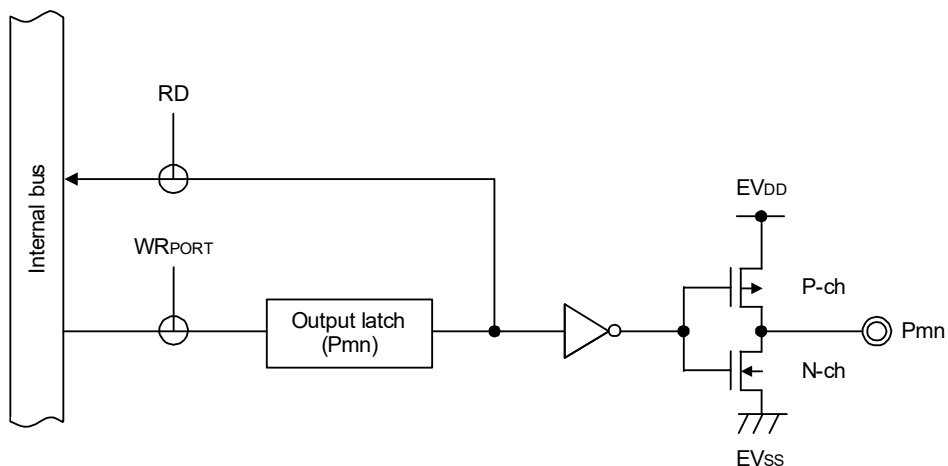 Internal bus
RD
WRPORT
Output latch
(Pmn)
EVDD
P-ch
Pmn
N-ch
EVSS